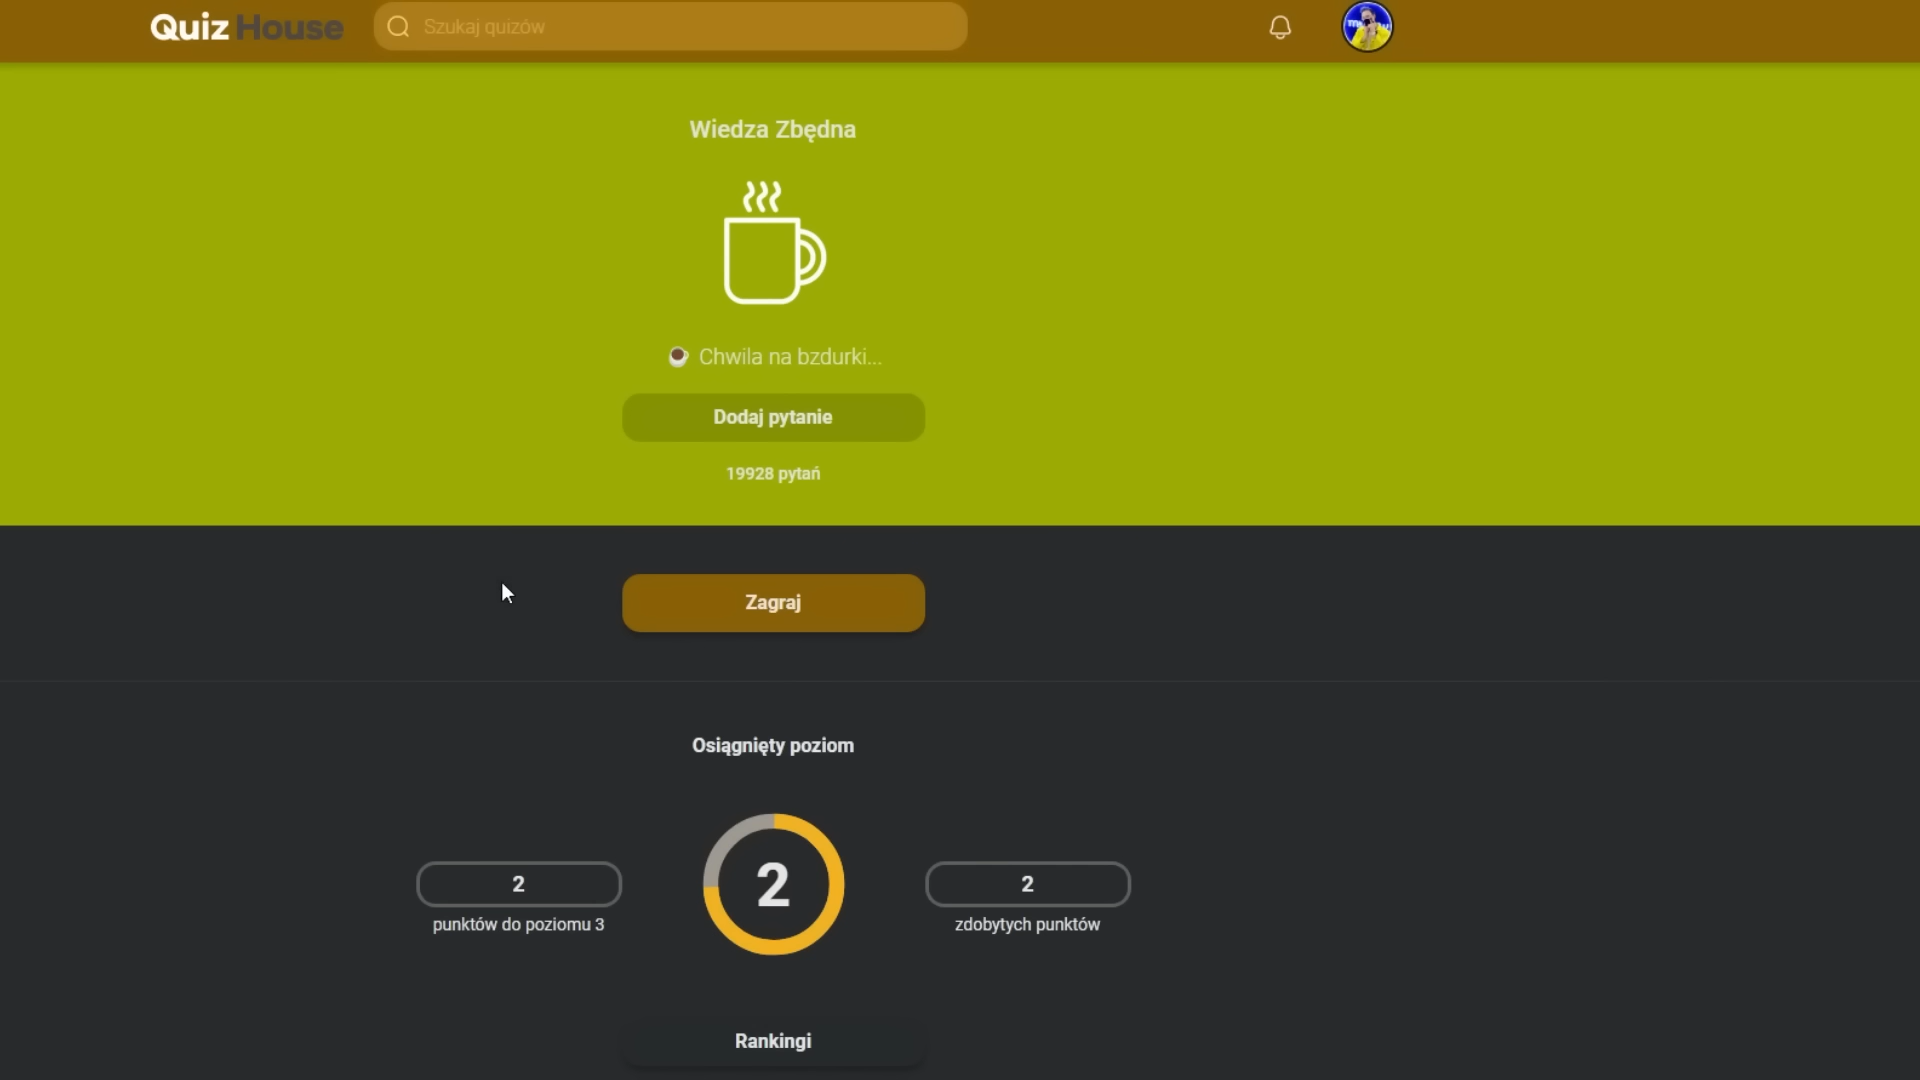 Quiz House
Szukaj quizów
Wiedza Zbędna
Chwila na bzdurki...
Dodaj pytanie
19928 pytań
Zagraj
Osiągnięty poziom
2
2
2
punktów do poziomu 3
zdobytych punktów
Rankingi